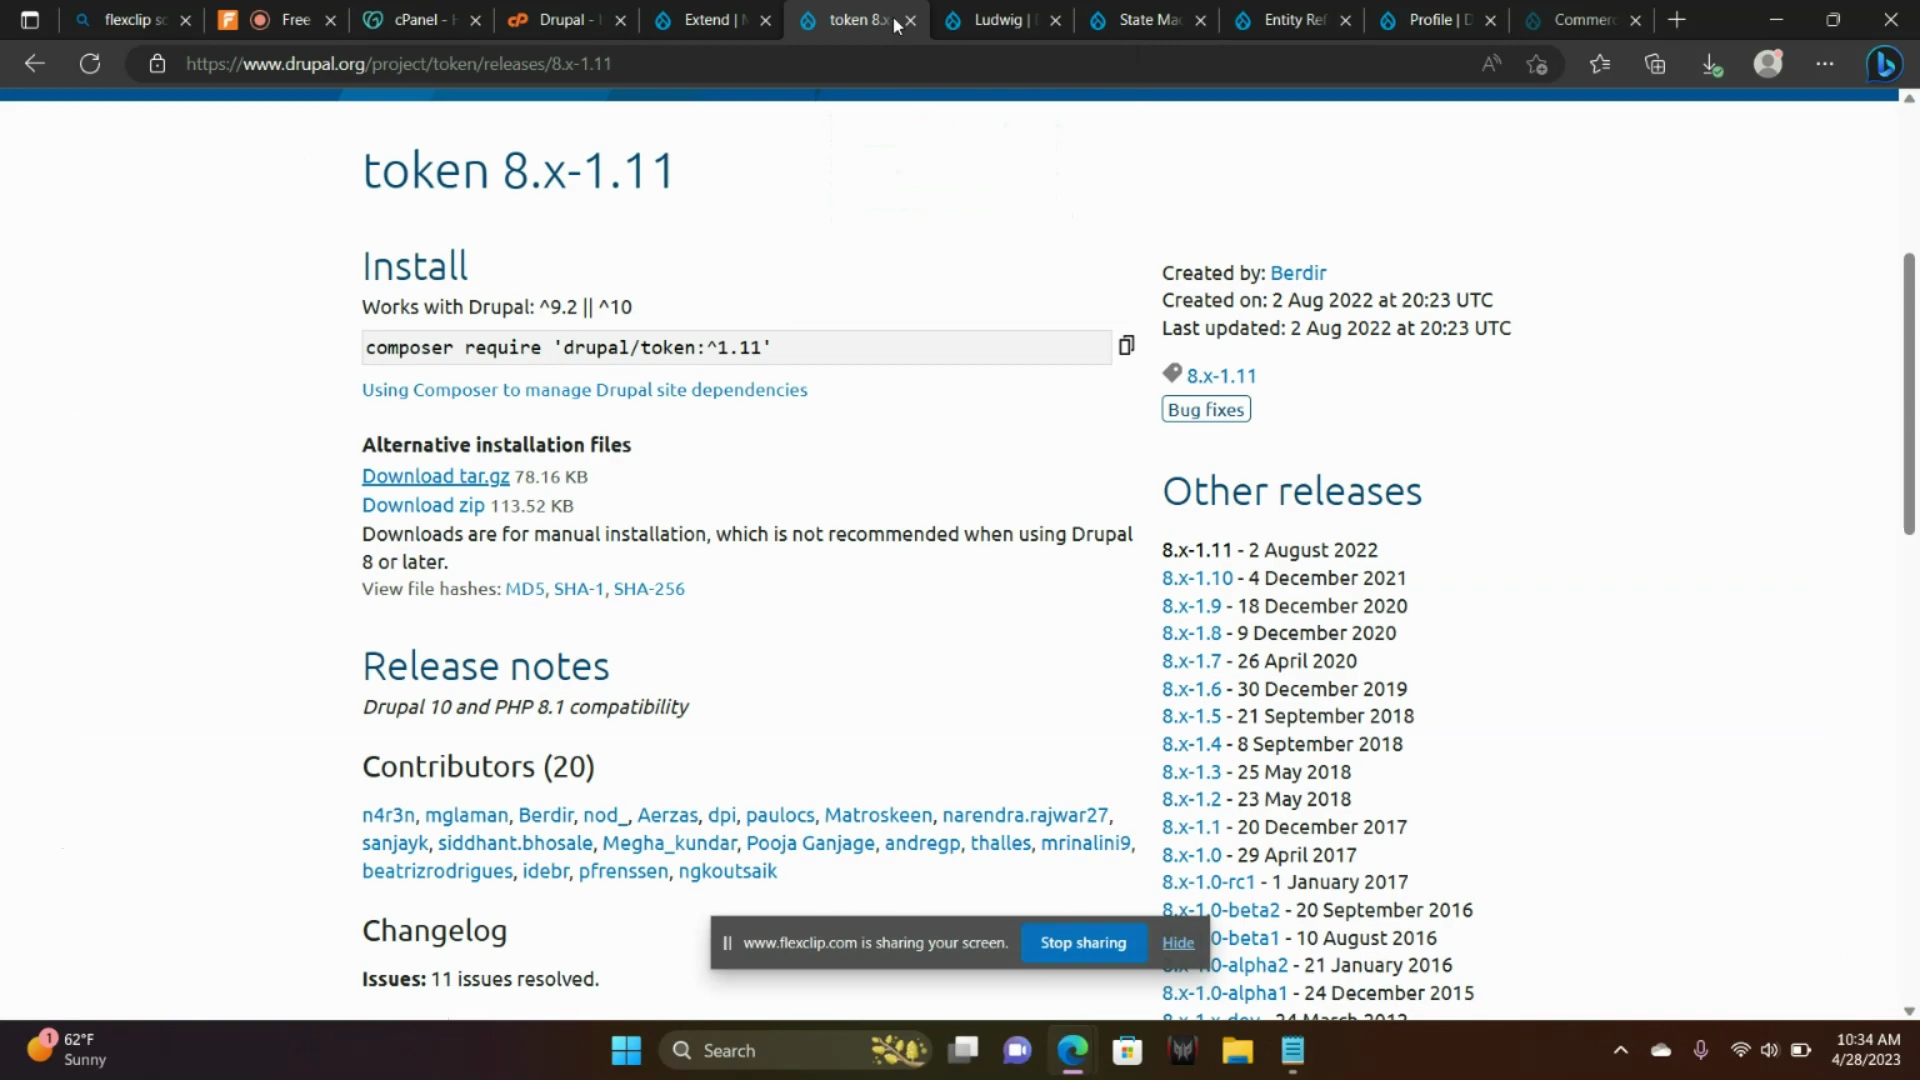 flexclip sc
Free
cPanel - H
Drupal -
Extend | N
token 8.x
Ludwig |
State Mac
Entity Ref
Profile | D
Commerc
https://www.drupal.org/project/token/releases/8.x-1.11
token 8.x-1.11
Install
Works with Drupal: ^9.2 || ^10
composer require 'drupal/token:^1.11'
Using Composer to manage Drupal site dependencies
Alternative installation files
Download tar.gz 78.16 KB
Download zip 113.52 KB
Downloads are for manual installation, which is not recommended when using Drupal
8 or later.
View file hashes: MD5, SHA-1, SHA-256
Release notes
Drupal 10 and PHP 8.1 compatibility
Contributors (20)
n4r3n, mglaman, Berdir, nod_, Aerzas, dpi, paulocs, Matroskeen, narendra.rajwar27,
sanjayk, siddhant.bhosale, Megha_kundar, Pooja Ganjage, andregp, thalles, mrinalini9,
beatrizrodrigues, idebr, pfrenssen, ngkoutsaik
Changelog
Issues: 11 issues resolved.
Created by: Berdir
Created on: 2 Aug 2022 at 20:23 UTC
Last updated: 2 Aug 2022 at 20:23 UTC
8.x-1.11
Bug fixes
Other releases
8.x-1.11 - 2 August 2022
8.x-1.10 - 4 December 2021
8.x-1.9 - 18 December 2020
8.x-1.8 - 9 December 2020
8.x-1.7 - 26 April 2020
8.x-1.6 - 30 December 2019
8.x-1.5 - 21 September 2018
8.x-1.4 - 8 September 2018
8.x-1.3 - 25 May 2018
8.x-1.2 - 23 May 2018
8.x-1.1 - 20 December 2017
8.x-1.0 - 29 April 2017
8.x-1.0-rc1 - 1 January 2017
8.x-1.0-beta2 - 20 September 2016
0-beta1 - 10 August 2016
8.x-1.0-alpha2 - 21 January 2016
8.x-1.0-alpha1 - 24 December 2015
8.x-1.x-dev - 24 March 2012
www.flexclip.com is sharing your screen.
Stop sharing
Hide
1
62°F
Sunny
Search
10:34 AM
4/28/2023